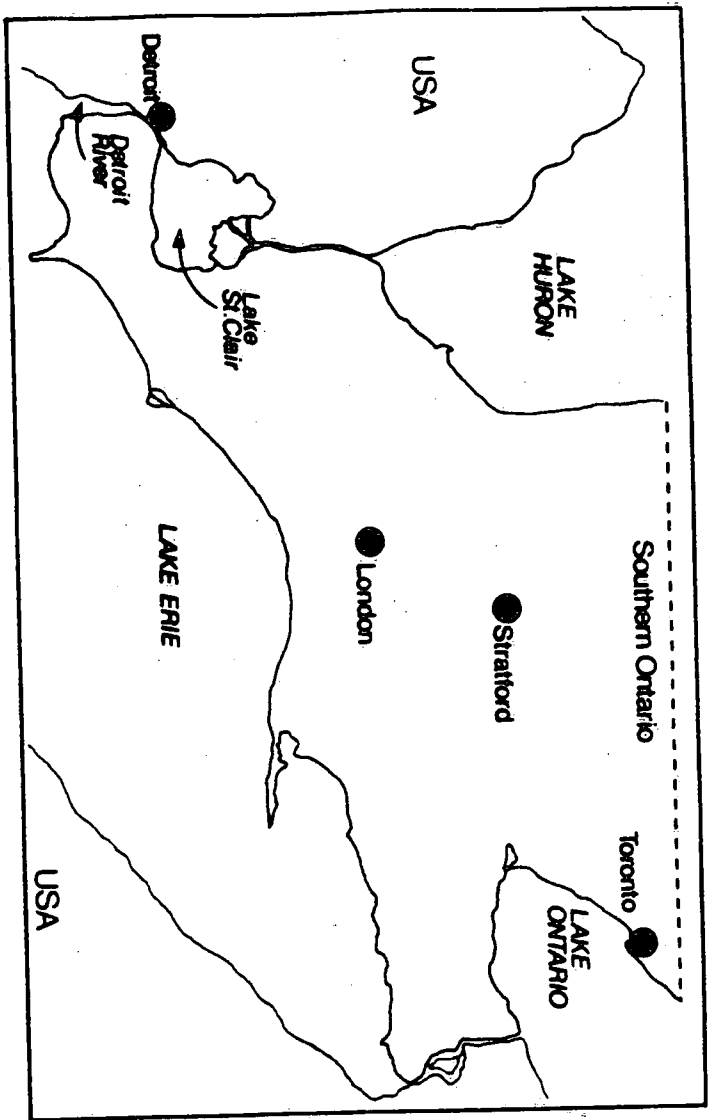 Southern Ontario
Toronto
LAKE
HURON
LAKE
ONTARIO
USA
Stratford
London
Lake
St.Clair
Detroit
Detroit
River
LAKE ERIE
USA